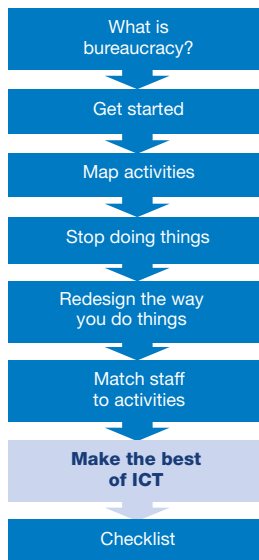 What is
bureaucracy?
Get started
Map activities
Stop doing things
Redesign the way
you do things
Match staff
to activities
Make the best
of ICT
Checklist